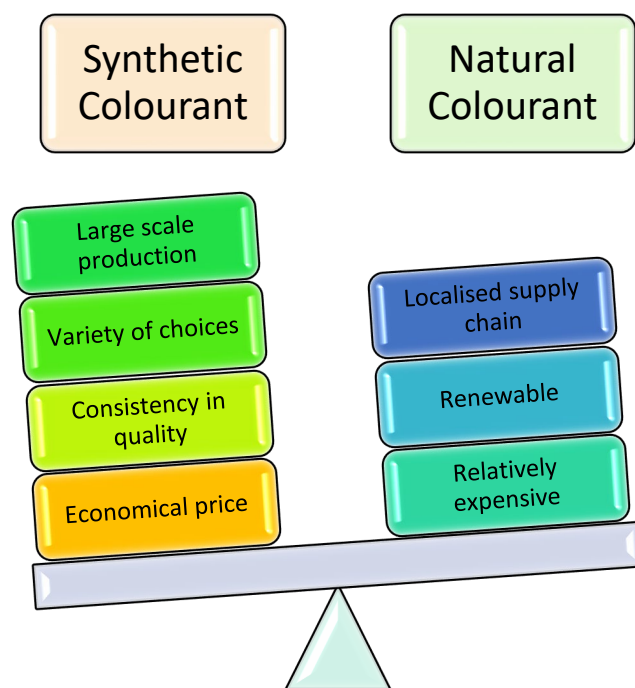 Synthetic
Colourant
Natural
Colourant
Large scale
production
Variety of choices
Consistency in
quality
Economical price
Localised supply
chain
Renewable
Relatively
expensive